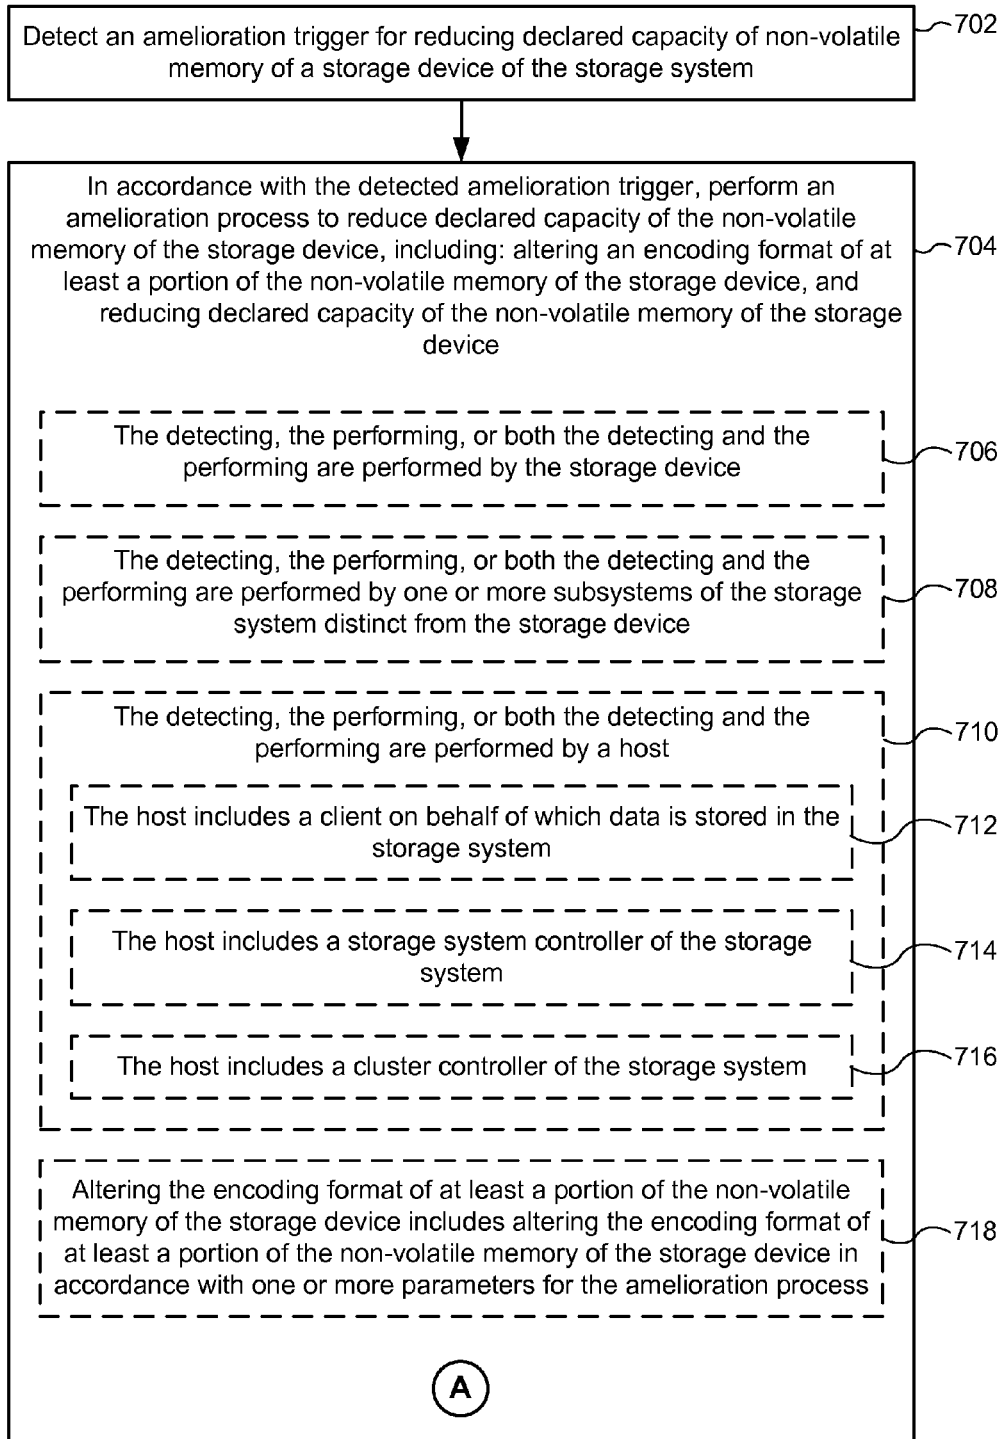 Detect an amelioration trigger for reducing declared capacity of non-volatile
memory of a storage device of the storage system
702
In accordance with the detected amelioration trigger, perform an
amelioration process to reduce declared capacity of the non-volatile
memory of the storage device, including: altering an encoding format of at
least a portion of the non-volatile memory of the storage device, and
reducing declared capacity of the non-volatile memory of the storage
device
704
The detecting, the performing, or both the detecting and the
performing are performed by the storage device
706
The detecting, the performing, or both the detecting and the
performing are performed by one or more subsystems of the storage
system distinct from the storage device
708
The detecting, the performing, or both the detecting and the
performing are performed by a host
710
The host includes a client on behalf of which data is stored in the
storage system
712
The host includes a storage system controller of the storage
system
714
The host includes a cluster controller of the storage system
716
Altering the encoding format of at least a portion of the non-volatile
memory of the storage device includes altering the encoding format of
at least a portion of the non-volatile memory of the storage device in
accordance with one or more parameters for the amelioration process
718
A